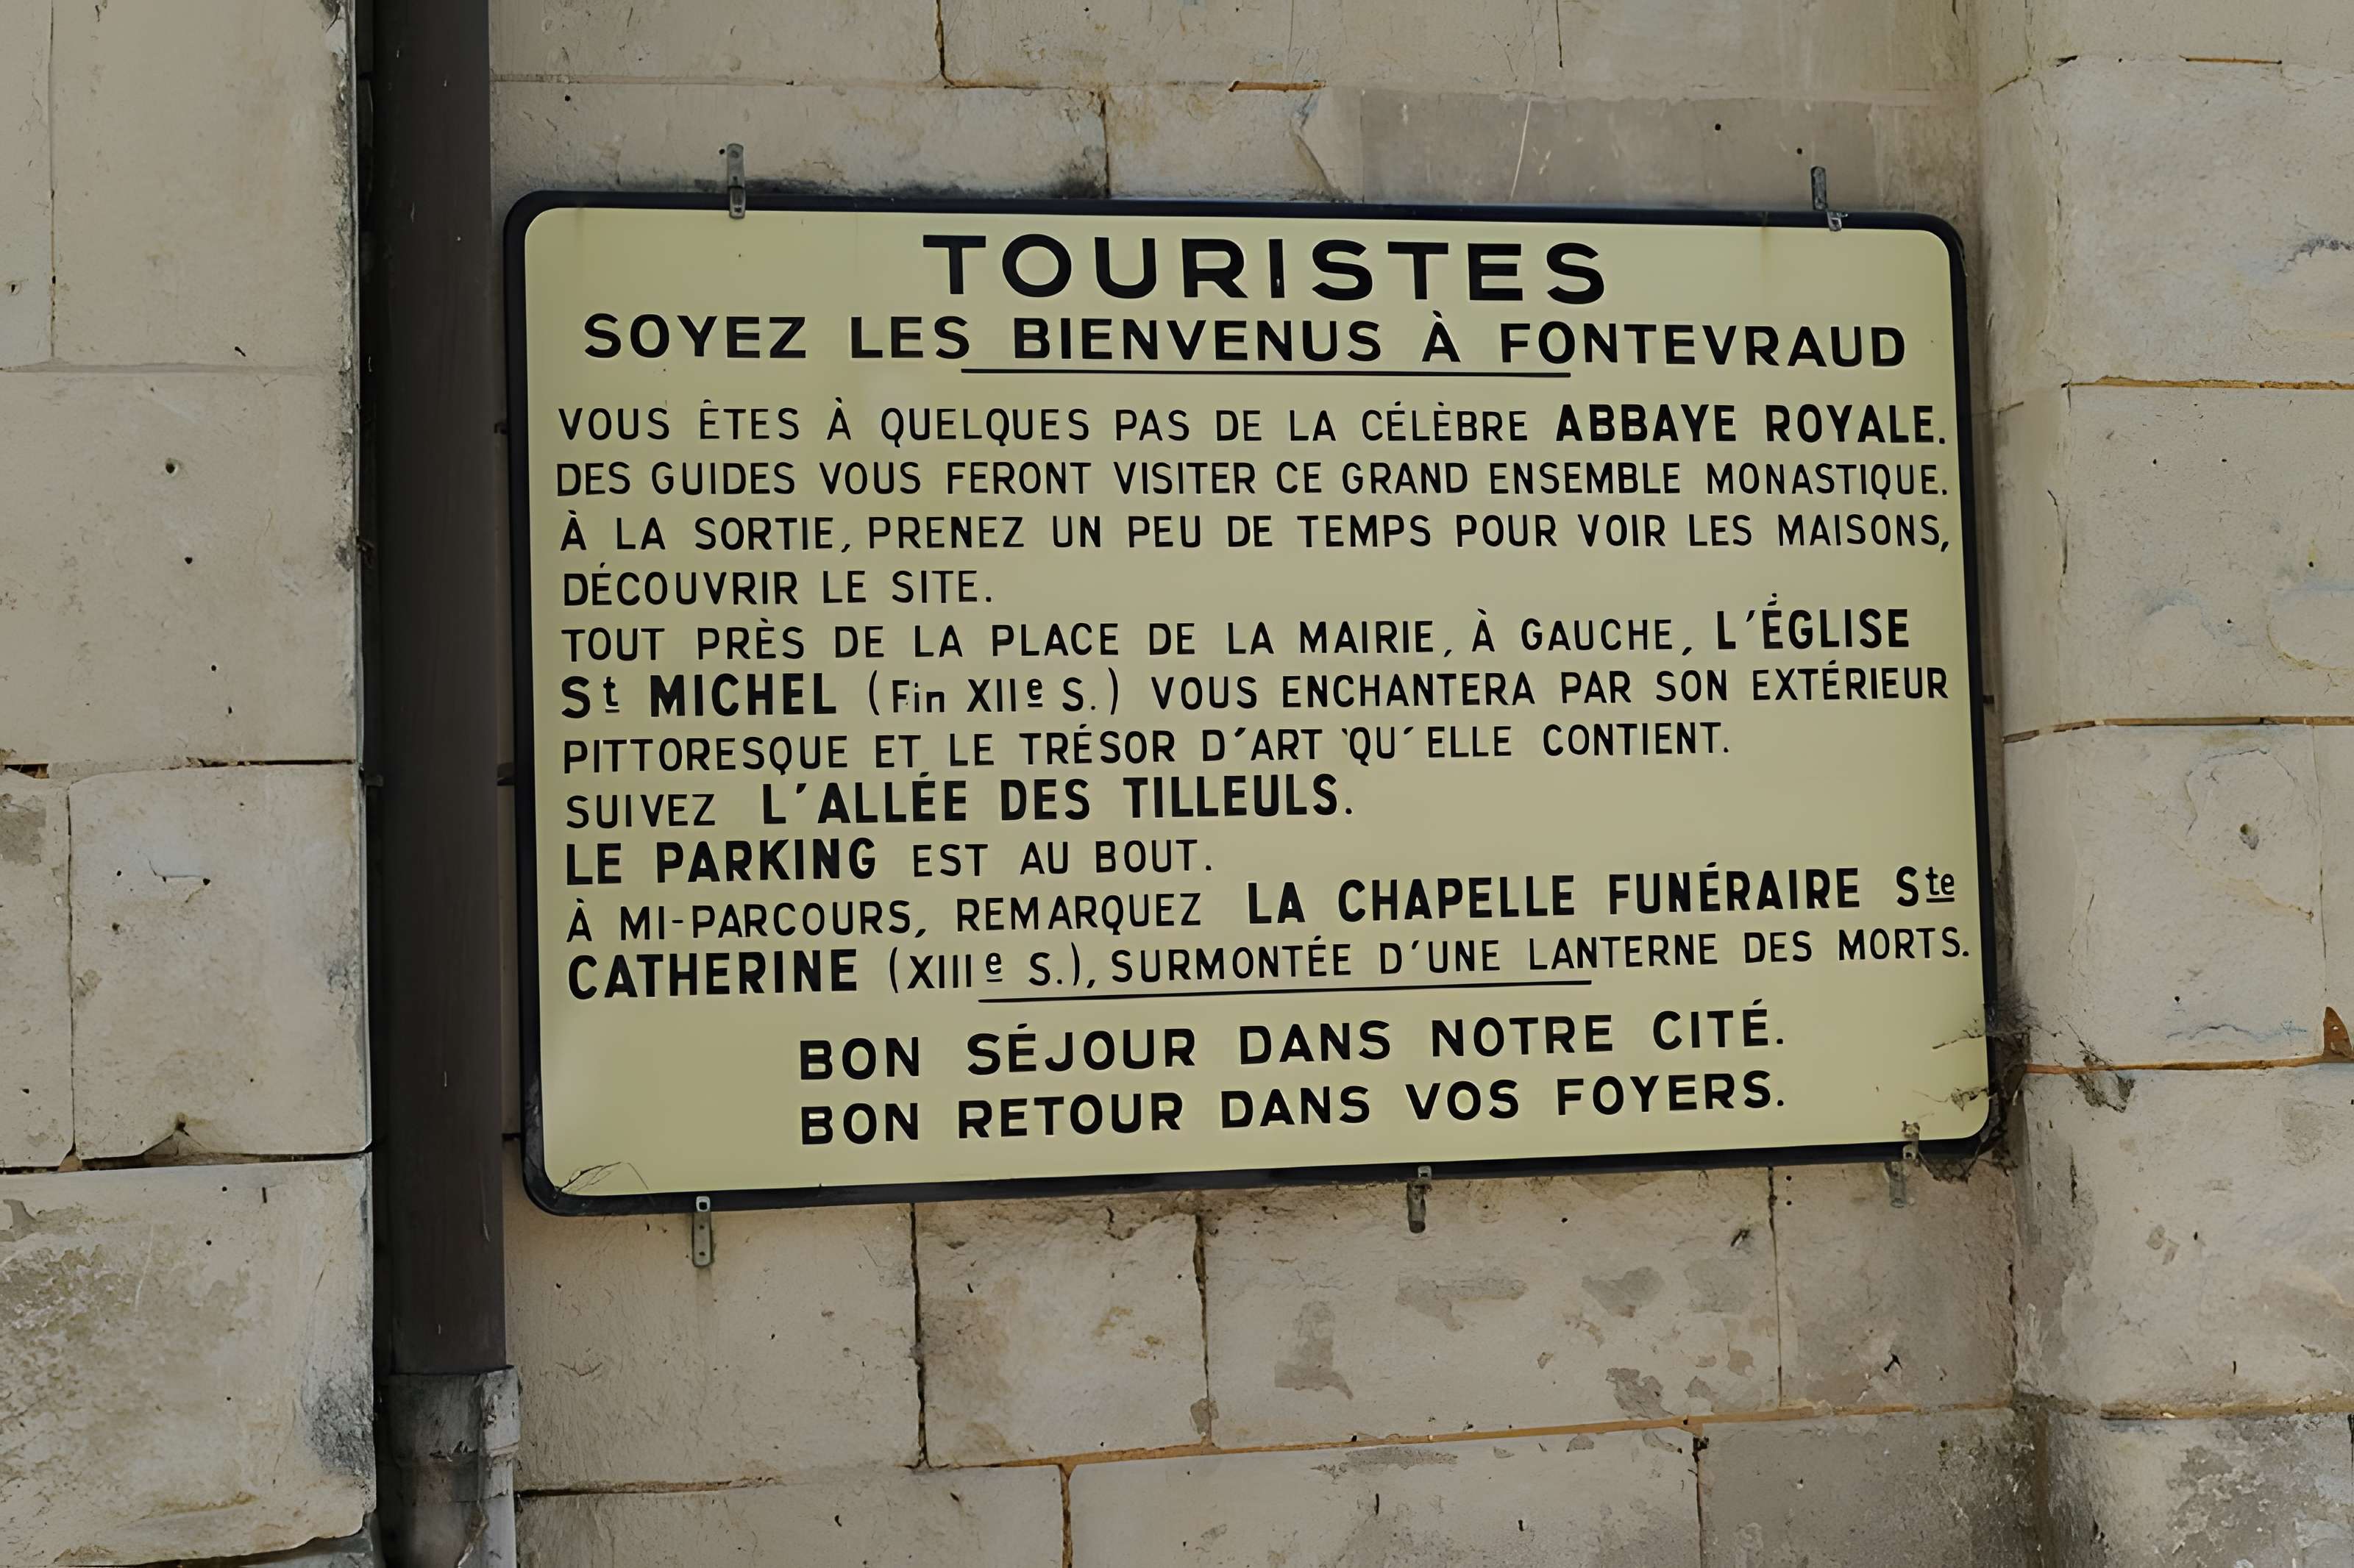 TOURISTES
SOYEZ LES BIENVENUS À FONTEVRAUD
VOUS ÊTES À QUELQUES PAS DE LA CÉLÈBRE ABBAYE ROYALE.
DES GUIDES VOUS FERONT VISITER CE GRAND ENSEMBLE MONASTIQUE.
À LA SORTIE, PRENEZ UN PEU DE TEMPS POUR VOIR LES MAISONS,
DÉCOUVRIR LE SITE.
TOUT PRÈS DE LA PLACE DE LA MAIRIE, À GAUCHE, L'ÉGLISE
St MICHEL (Fin XIIe S.) VOUS ENCHANTERA PAR SON EXTÉRIEUR
PITTORESQUE ET LE TRÉSOR D'ART QU'ELLE CONTIENT.
SUIVEZ L'ALLÉE DES TILLEULS.
LE PARKING EST AU BOUT.
À MI-PARCOURS, REMARQUEZ LA CHAPELLE FUNÉRAIRE Ste
CATHERINE (XIIIe S.), SURMONTÉE D'UNE LANTERNE DES MORTS.
BON SÉJOUR DANS NOTRE CITÉ.
BON RETOUR DANS VOS FOYERS.